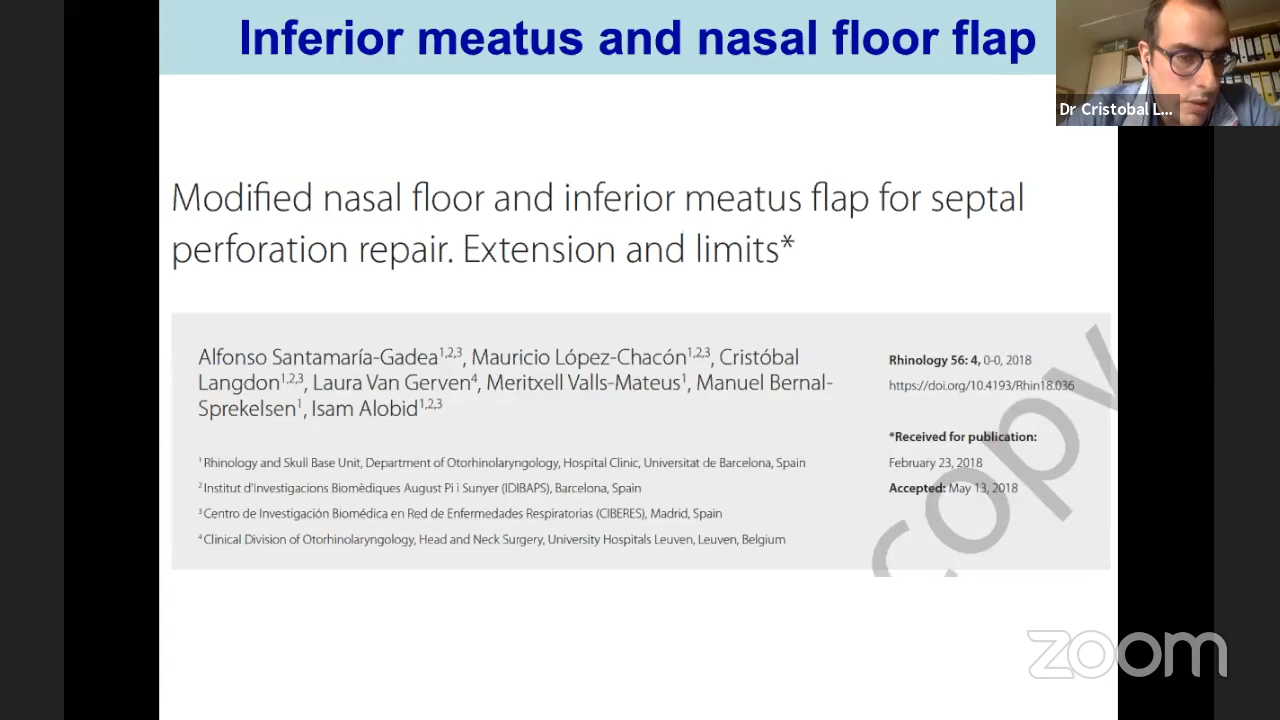 Inferior meatus and nasal floor flap
Dr Cristobal L...
Modified nasal floor and inferior meatus flap for septal
perforation repair. Extension and limits*
Alfonso Santamaría-Gadea1,2,3, Mauricio López-Chacón1,2,3, Cristóbal
Langdon1,2,3, Laura Van Gerven4, Meritxell Valls-Mateus1, Manuel Bernal-
Sprekelsen1, Isam Alobid1,2,3
1 Rhinology and Skull Base Unit, Department of Otorhinolaryngology, Hospital Clinic, Universitat de Barcelona, Spain
2 Institut d'Investigacions Biomèdiques August Pi i Sunyer (IDIBAPS), Barcelona, Spain
3 Centro de Investigación Biomédica en Red de Enfermedades Respiratorias (CIBERES), Madrid, Spain
4 Clinical Division of Otorhinolaryngology, Head and Neck Surgery, University Hospitals Leuven, Leuven, Belgium
Rhinology 56: 4, 0-0, 2018
https://doi.org/10.4193/Rhin18.036
*Received for publication:
February 23, 2018
Accepted: May 13, 2018
copy
zoom